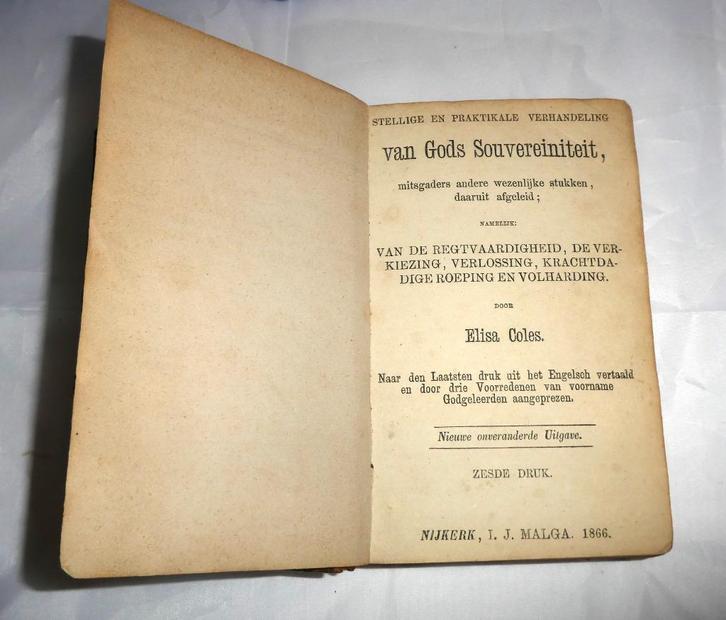 STELLIGE EN PRAKTIKALE VERHANDELING
van Gods Souvereiniteit,
mitsgaders andere wezenlijke stukken,
daaruit afgeleid;
NAMELIJK:
VAN DE REGTVAARDIGHEID, DE VER-
KIEZING, VERLOSSING, KRACHTDA-
DIGE ROEPING EN VOLHARDING.
DOOR
Elisa Coles.
Naar den Laatsten druk uit het Engelsch vertaald
en door drie Voorredenen van voorname
Godgeleerden aangeprezen.
Nieuwe onveranderde Uitgave.
ZESDE DRUK.
NIJKERK, I. J. MALGA. 1866.